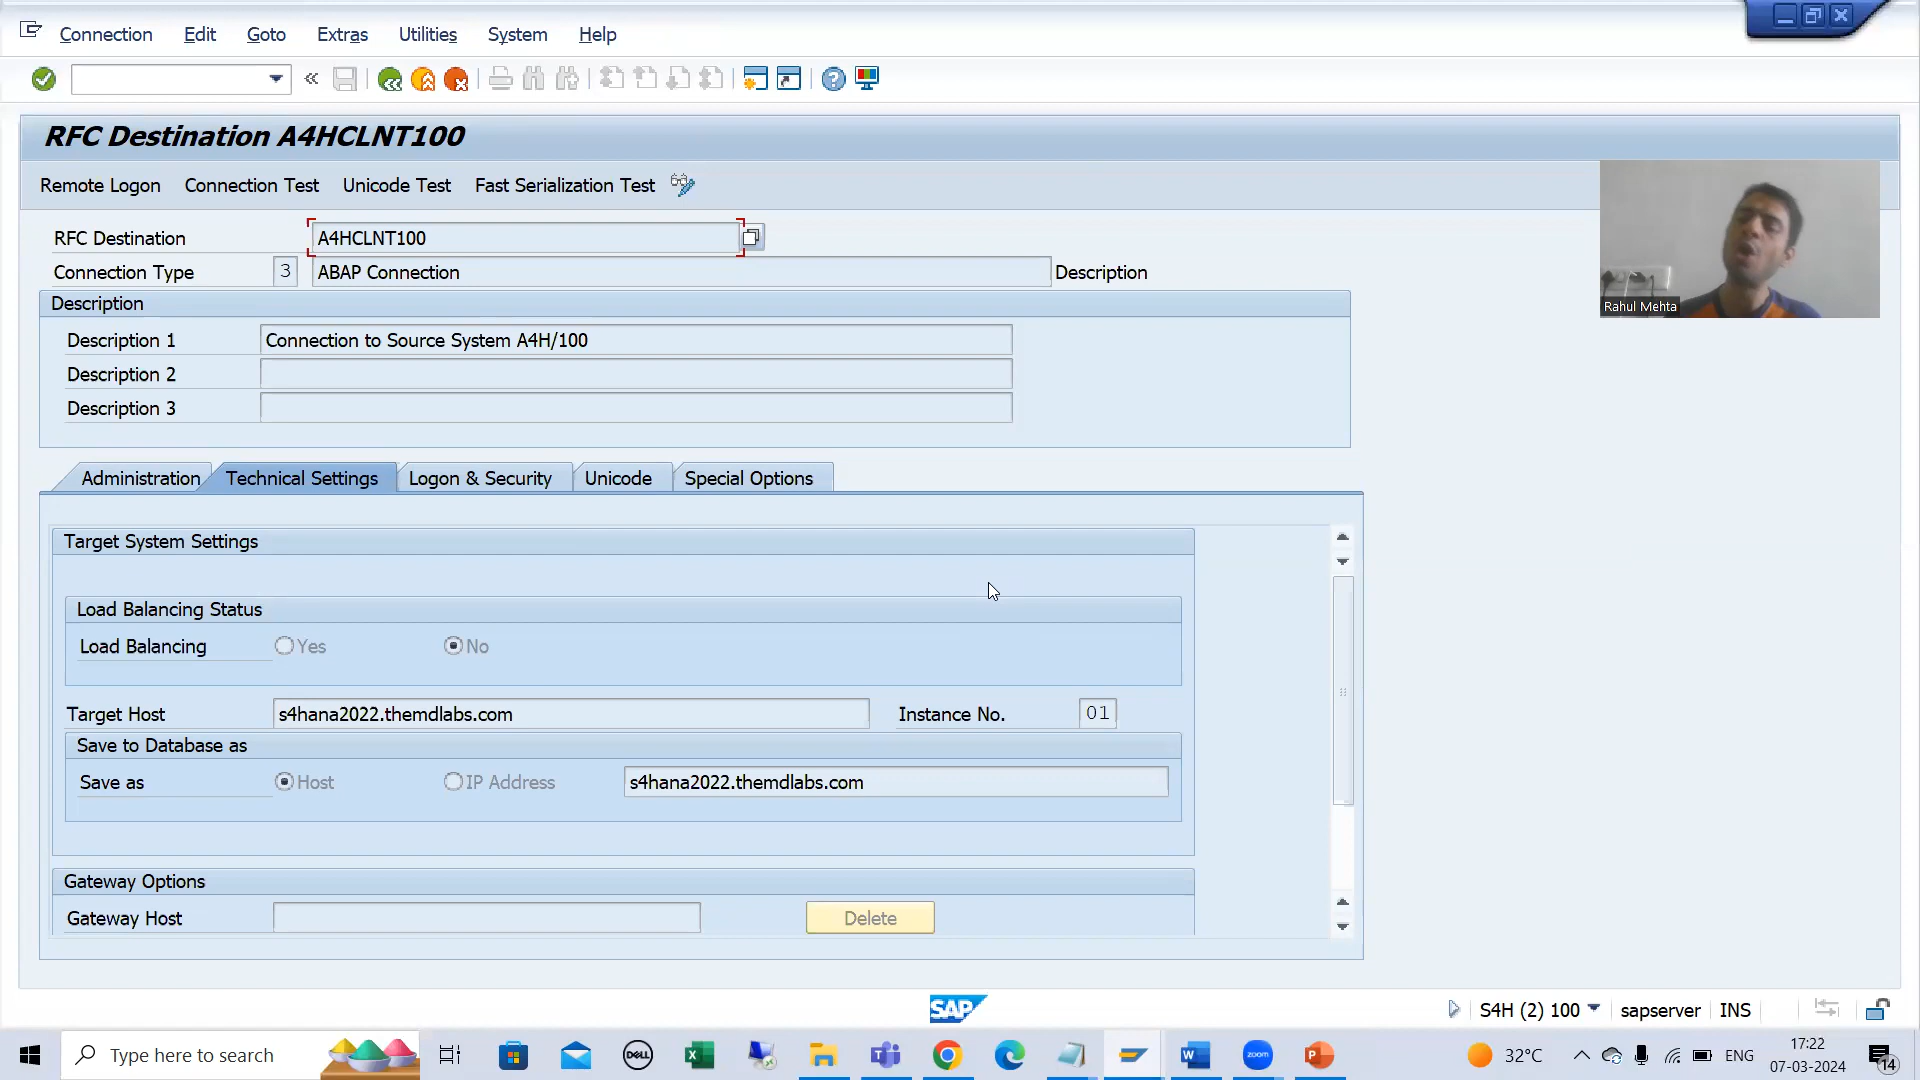 Connection Edit Goto Extras Utilities System Help
RFC Destination A4HCLNT100
Remote Logon Connection Test Unicode Test Fast Serialization Test
RFC Destination A4HCLNT100
Connection Type 3 ABAP Connection Description
Rahul Mehta
Description
Description 1 Connection to Source System A4H/100
Description 2
Description 3
Administration Technical Settings Logon & Security Unicode Special Options
Target System Settings
Load Balancing Status
Load Balancing Yes No
Target Host s4hana2022.themdlabs.com Instance No. 01
Save to Database as
Save as Host IP Address s4hana2022.themdlabs.com
Gateway Options
Gateway Host Delete
SAP S4H (2) 100 sapserver INS
Type here to search DELL zoom 32°C ENG 17:22
07-03-2024 14